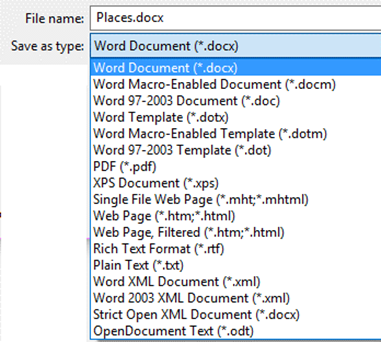 File name: Places.docx
Save as type: Word Document (*.docx)
Word Document (*.docx)
Word Macro-Enabled Document (*.docm)
Word 97-2003 Document (*.doc)
Word Template (*.dotx)
Word Macro-Enabled Template (*.dotm)
Word 97-2003 Template (*.dot)
PDF (*.pdf)
XPS Document (*.xps)
Single File Web Page (*.mht;*.mhtml)
Web Page (*.htm;*.html)
Web Page, Filtered (*.htm;*.html)
Rich Text Format (*.rtf)
Plain Text (*.txt)
Word XML Document (*.xml)
Word 2003 XML Document (*.xml)
Strict Open XML Document (*.docx)
OpenDocument Text (*.odt)